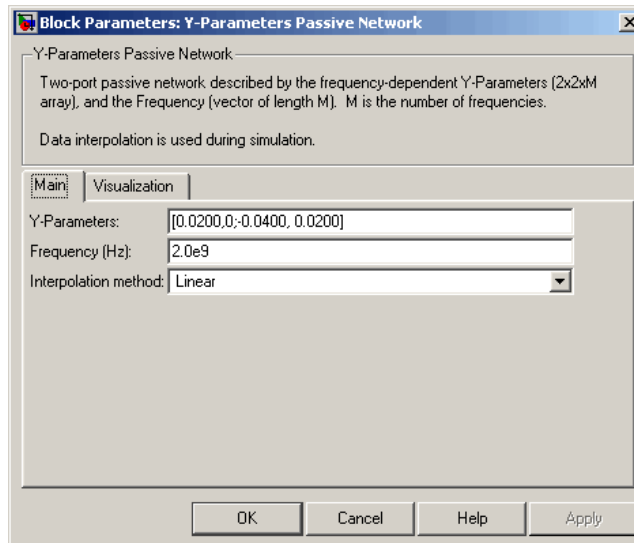 Block Parameters: Y-Parameters Passive Network
Y-Parameters Passive Network
Two-port passive network described by the frequency-dependent Y-Parameters (2x2xM
array), and the Frequency (vector of length M). M is the number of frequencies.
Data interpolation is used during simulation.
Main Visualization
Y-Parameters: [0.0200,0;-0.0400, 0.0200]
Frequency (Hz): 2.0e9
Interpolation method: Linear
OK Cancel Help Apply